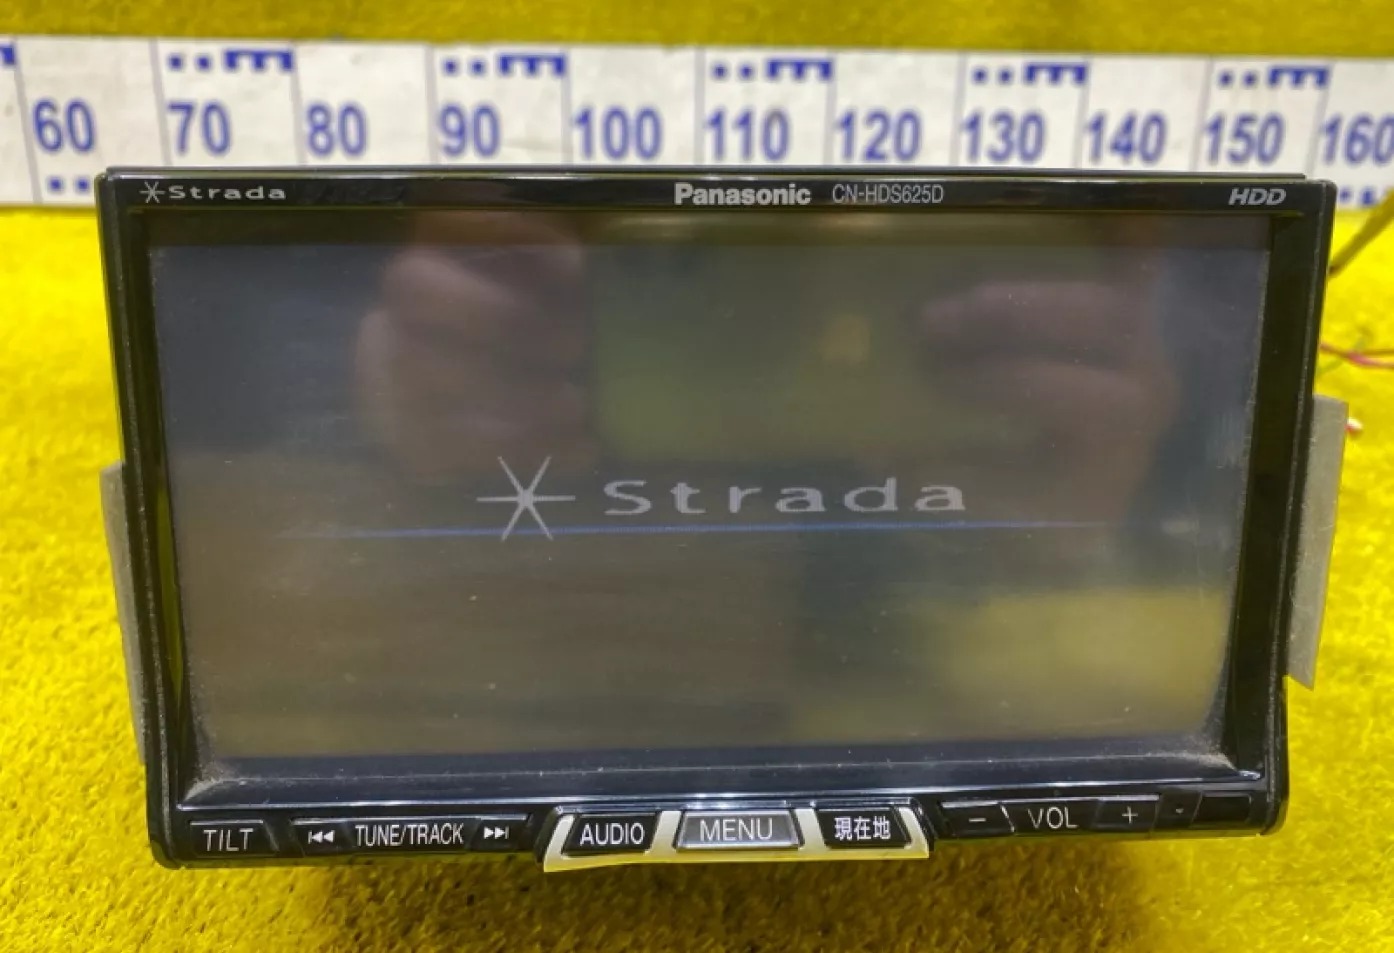 60 70 80 90 100 110 120 130 140 150 160
Strada Panasonic CN-HDS625D HDD
Strada
TILT TUNE/TRACK AUDIO MENU 現在地 - VOL +